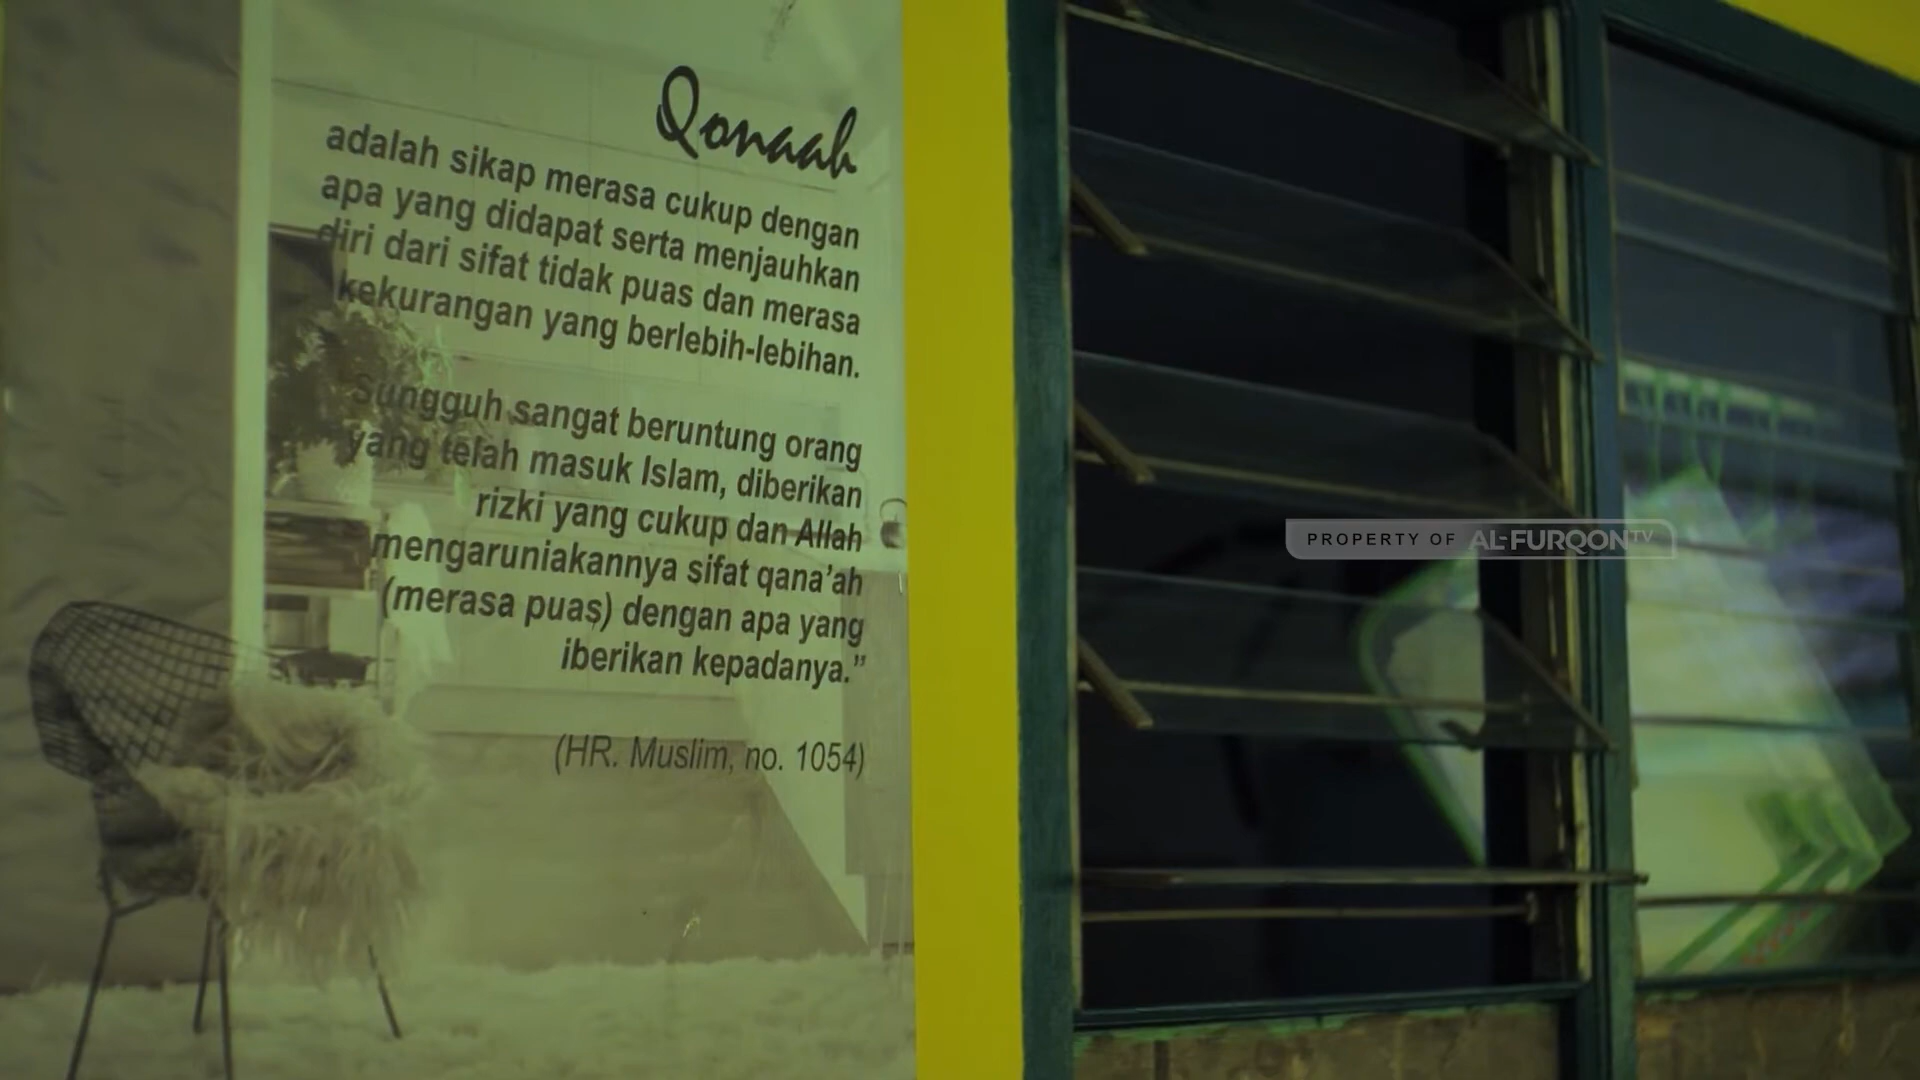 Qonaah
adalah sikap merasa cukup dengan
apa yang didapat serta menjauhkan
diri dari sifat tidak puas dan merasa
kekurangan yang berlebih-lebihan.
Sungguh sangat beruntung orang
yang telah masuk Islam, diberikan
rizki yang cukup dan Allah
mengaruniakannya sifat qana’ah
(merasa puas) dengan apa yang
iberikan kepadanya.”
(HR. Muslim, no. 1054)
PROPERTY OF AL-FURQON TV